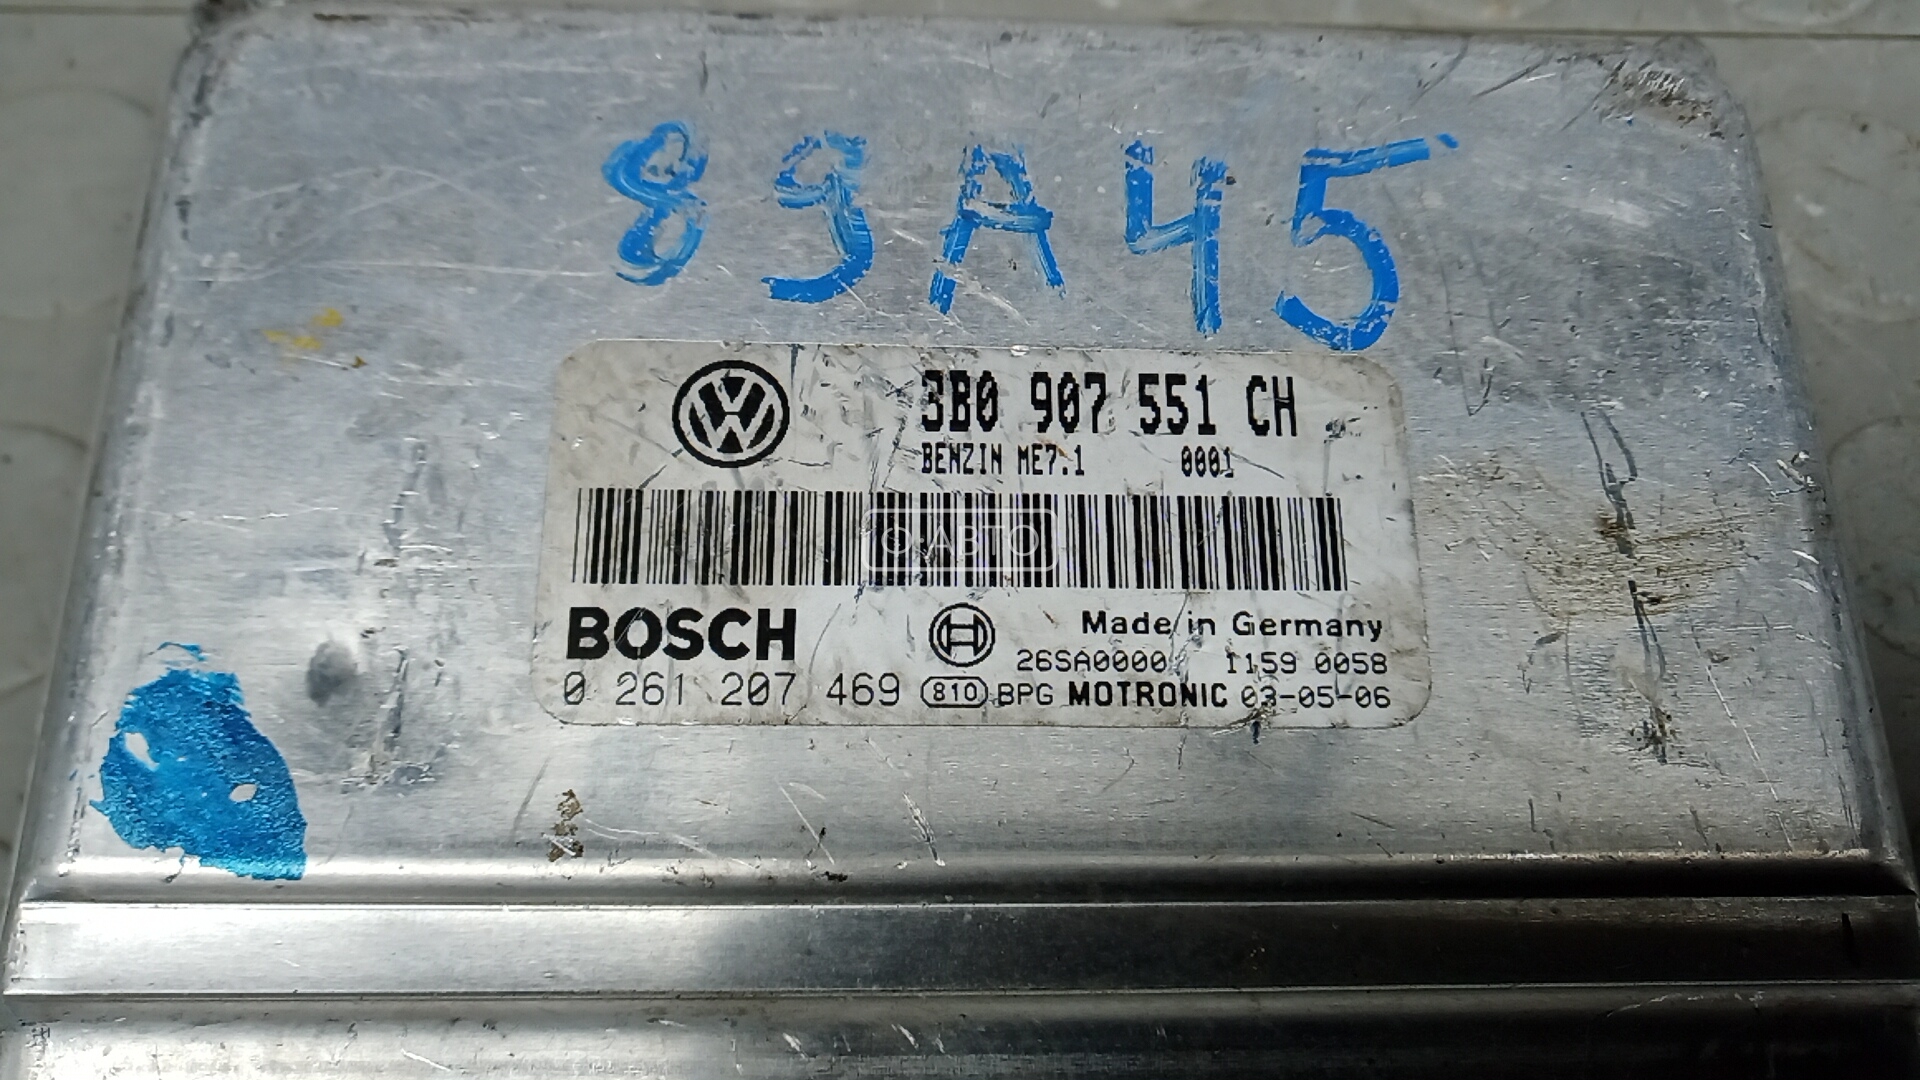 89A45
3B0 907 551 CH
BENZIN ME7.1 0001
АВТО
BOSCH
Made in Germany
26SA0000 1159 0058
0 261 207 469 810 BPG MOTRONIC 03-05-06